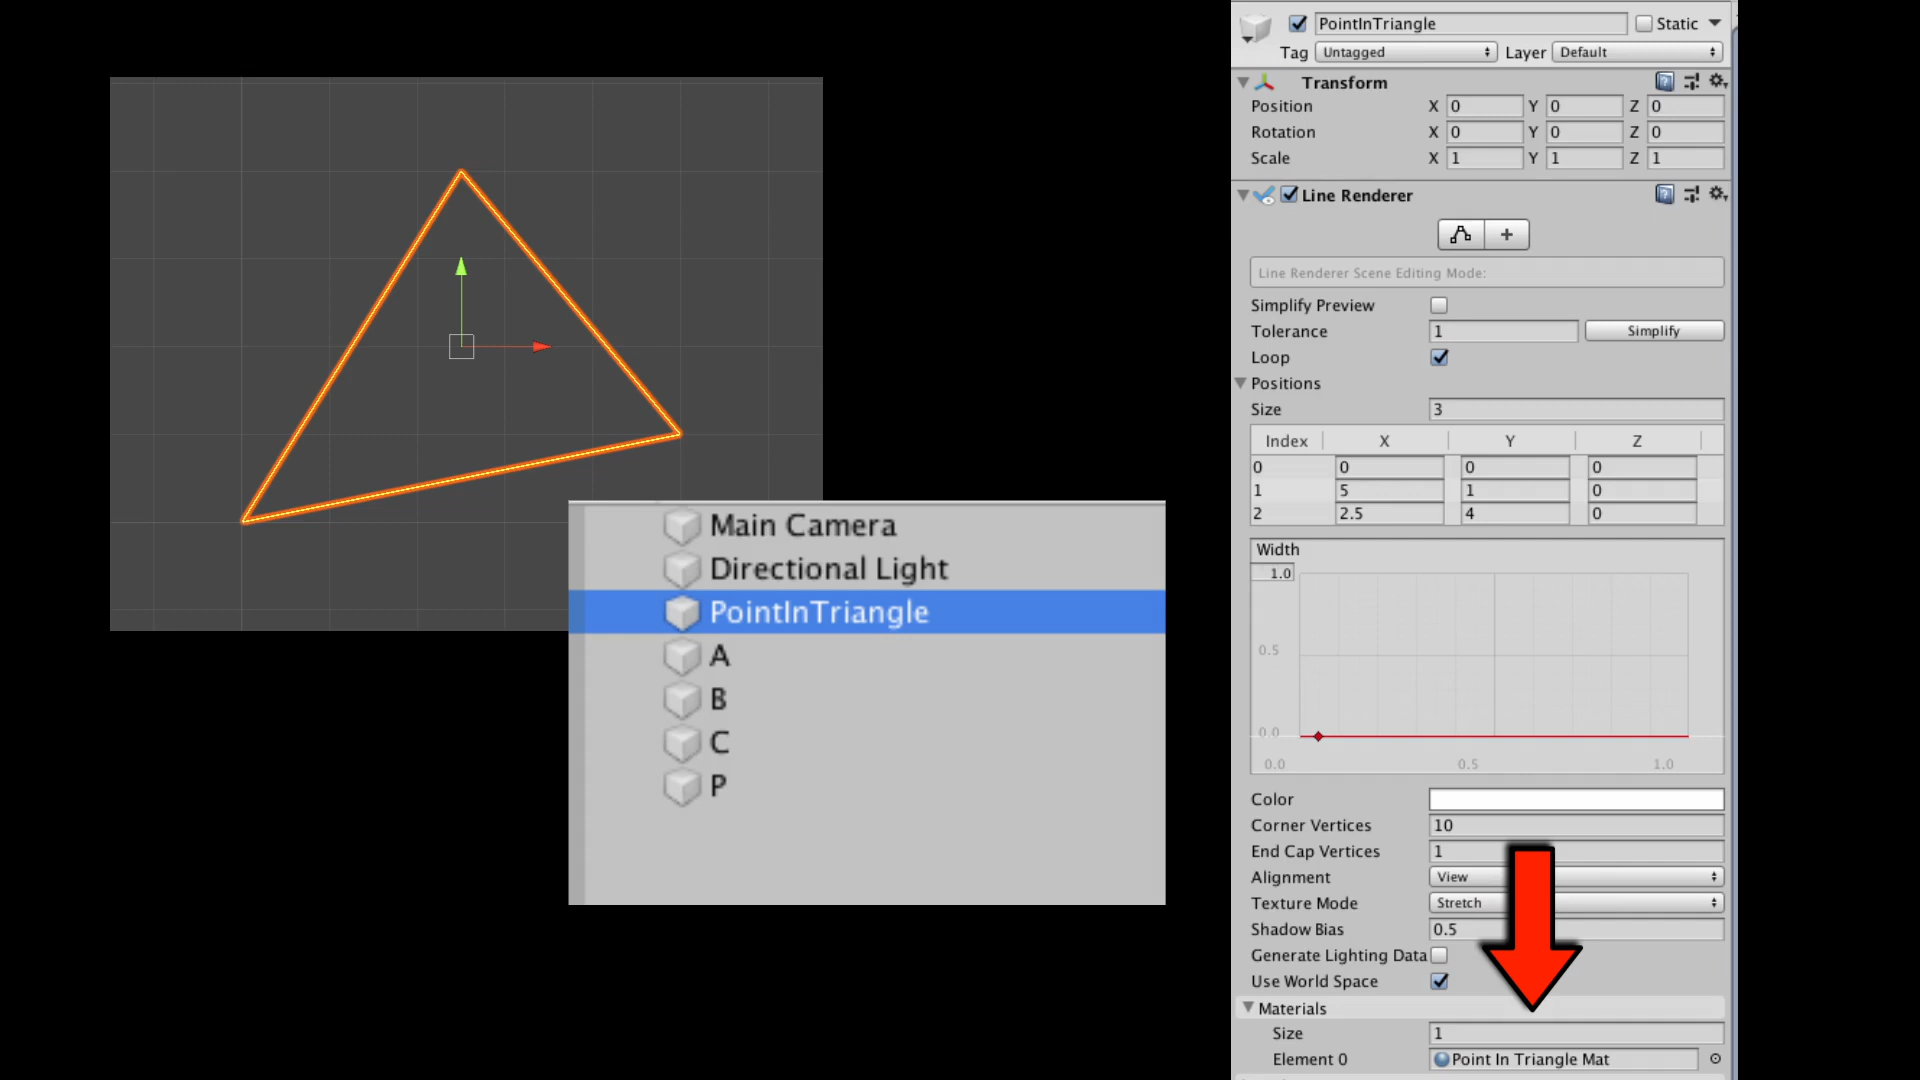 Main Camera
Directional Light
PointInTriangle
A
B
C
P
PointInTriangle Static
Tag Untagged Layer Default
Transform
Position X 0 Y 0 Z 0
Rotation X 0 Y 0 Z 0
Scale X 1 Y 1 Z 1
Line Renderer
+
Line Renderer Scene Editing Mode:
Simplify Preview
Tolerance 1 Simplify
Loop
Positions
Size 3
Index X Y Z
0 0 0 0
1 5 1 0
2 2.5 4 0
Width
1.0
0.5
0.0
0.0 0.5 1.0
Color
Corner Vertices 10
End Cap Vertices 1
Alignment View
Texture Mode Stretch
Shadow Bias 0.5
Generate Lighting Data
Use World Space
Materials
Size 1
Element 0 Point In Triangle Mat